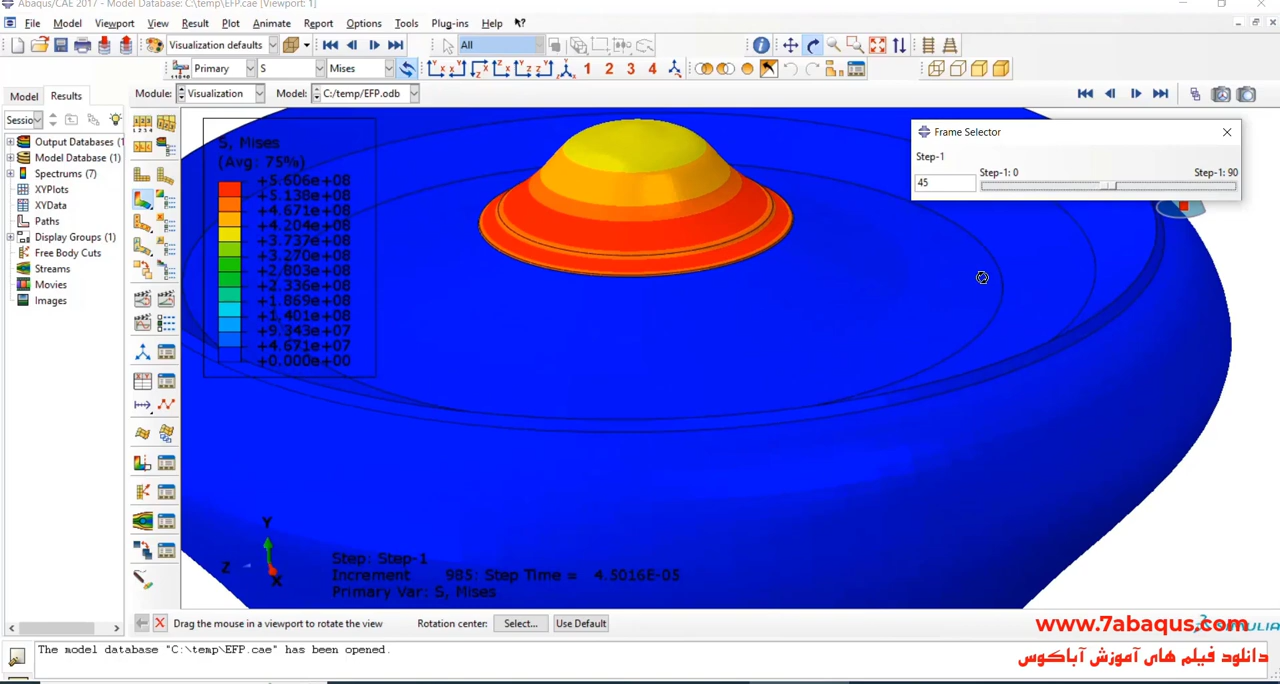 Abaqus/CAE 2017 - Model Database: C:\temp\EFP.cae [Viewport: 1]
File Model Viewport View Result Plot Animate Report Options Tools Plug-ins Help
Visualization defaults All
Primary S Mises 1 2 3 4
Model Results Module: Visualization Model: C:/temp/EFP.odb
Sessio
Output Databases (1
Model Database (1)
Spectrums (7)
XYPlots
XYData
Paths
Display Groups (1)
Free Body Cuts
Streams
Movies
Images
S, Mises
(Avg: 75%)
+5.606e+08
+5.138e+08
+4.671e+08
+4.204e+08
+3.737e+08
+3.270e+08
+2.803e+08
+2.336e+08
+1.869e+08
+1.401e+08
+9.343e+07
+4.671e+07
+0.000e+00
Frame Selector
Step-1
Step-1: 0 Step-1: 90
45
Y
Z X
Step: Step-1
Increment 985: Step Time = 4.5016E-05
Primary Var: S, Mises
Drag the mouse in a viewport to rotate the view Rotation center: Select... Use Default
The model database "C:\temp\EFP.cae" has been opened.
www.7abaqus.com
دانلود فیلم های آموزش آباکوس